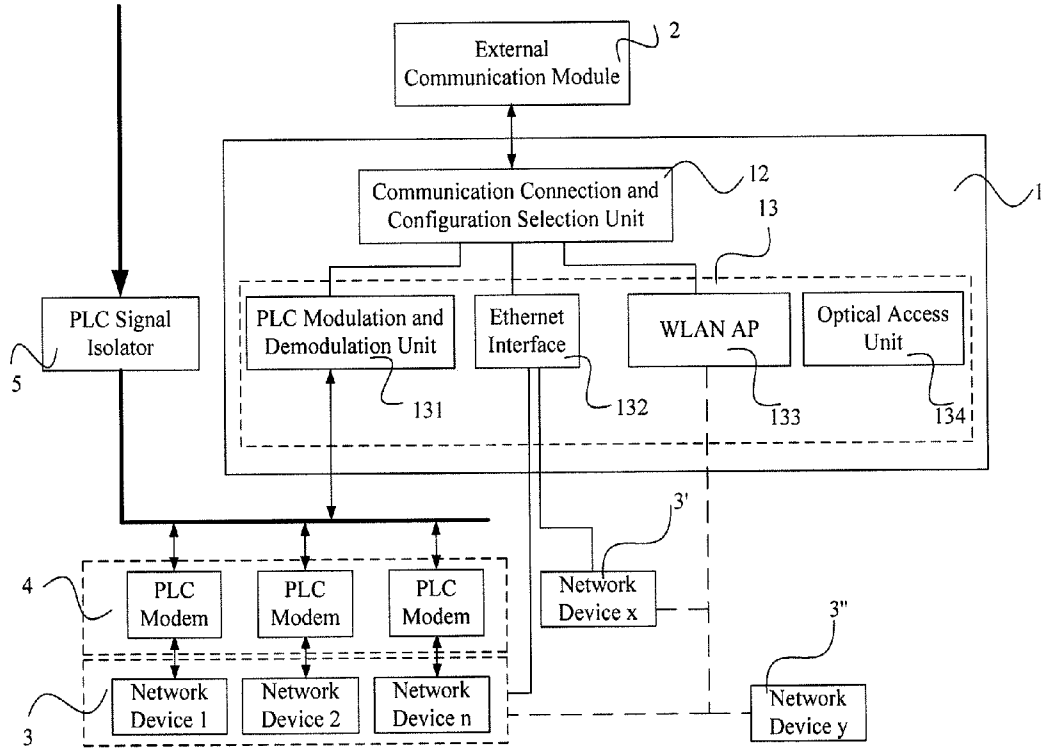 External
Communication Module
2
Communication Connection and
Configuration Selection Unit
12
1
13
PLC Signal
Isolator
5
PLC Modulation and
Demodulation Unit
131
Ethernet
Interface
132
WLAN AP
133
Optical Access
Unit
134
3'
4
PLC
Modem
PLC
Modem
PLC
Modem
Network
Device x
3"
3
Network
Device 1
Network
Device 2
Network
Device n
Network
Device y